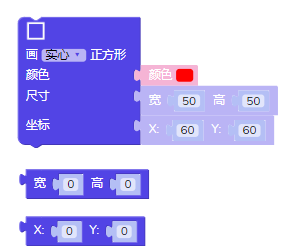 画 实心 正方形
颜色 颜色
尺寸 宽 50 高 50
坐标 X: 60 Y: 60
宽 0 高 0
X: 0 Y: 0